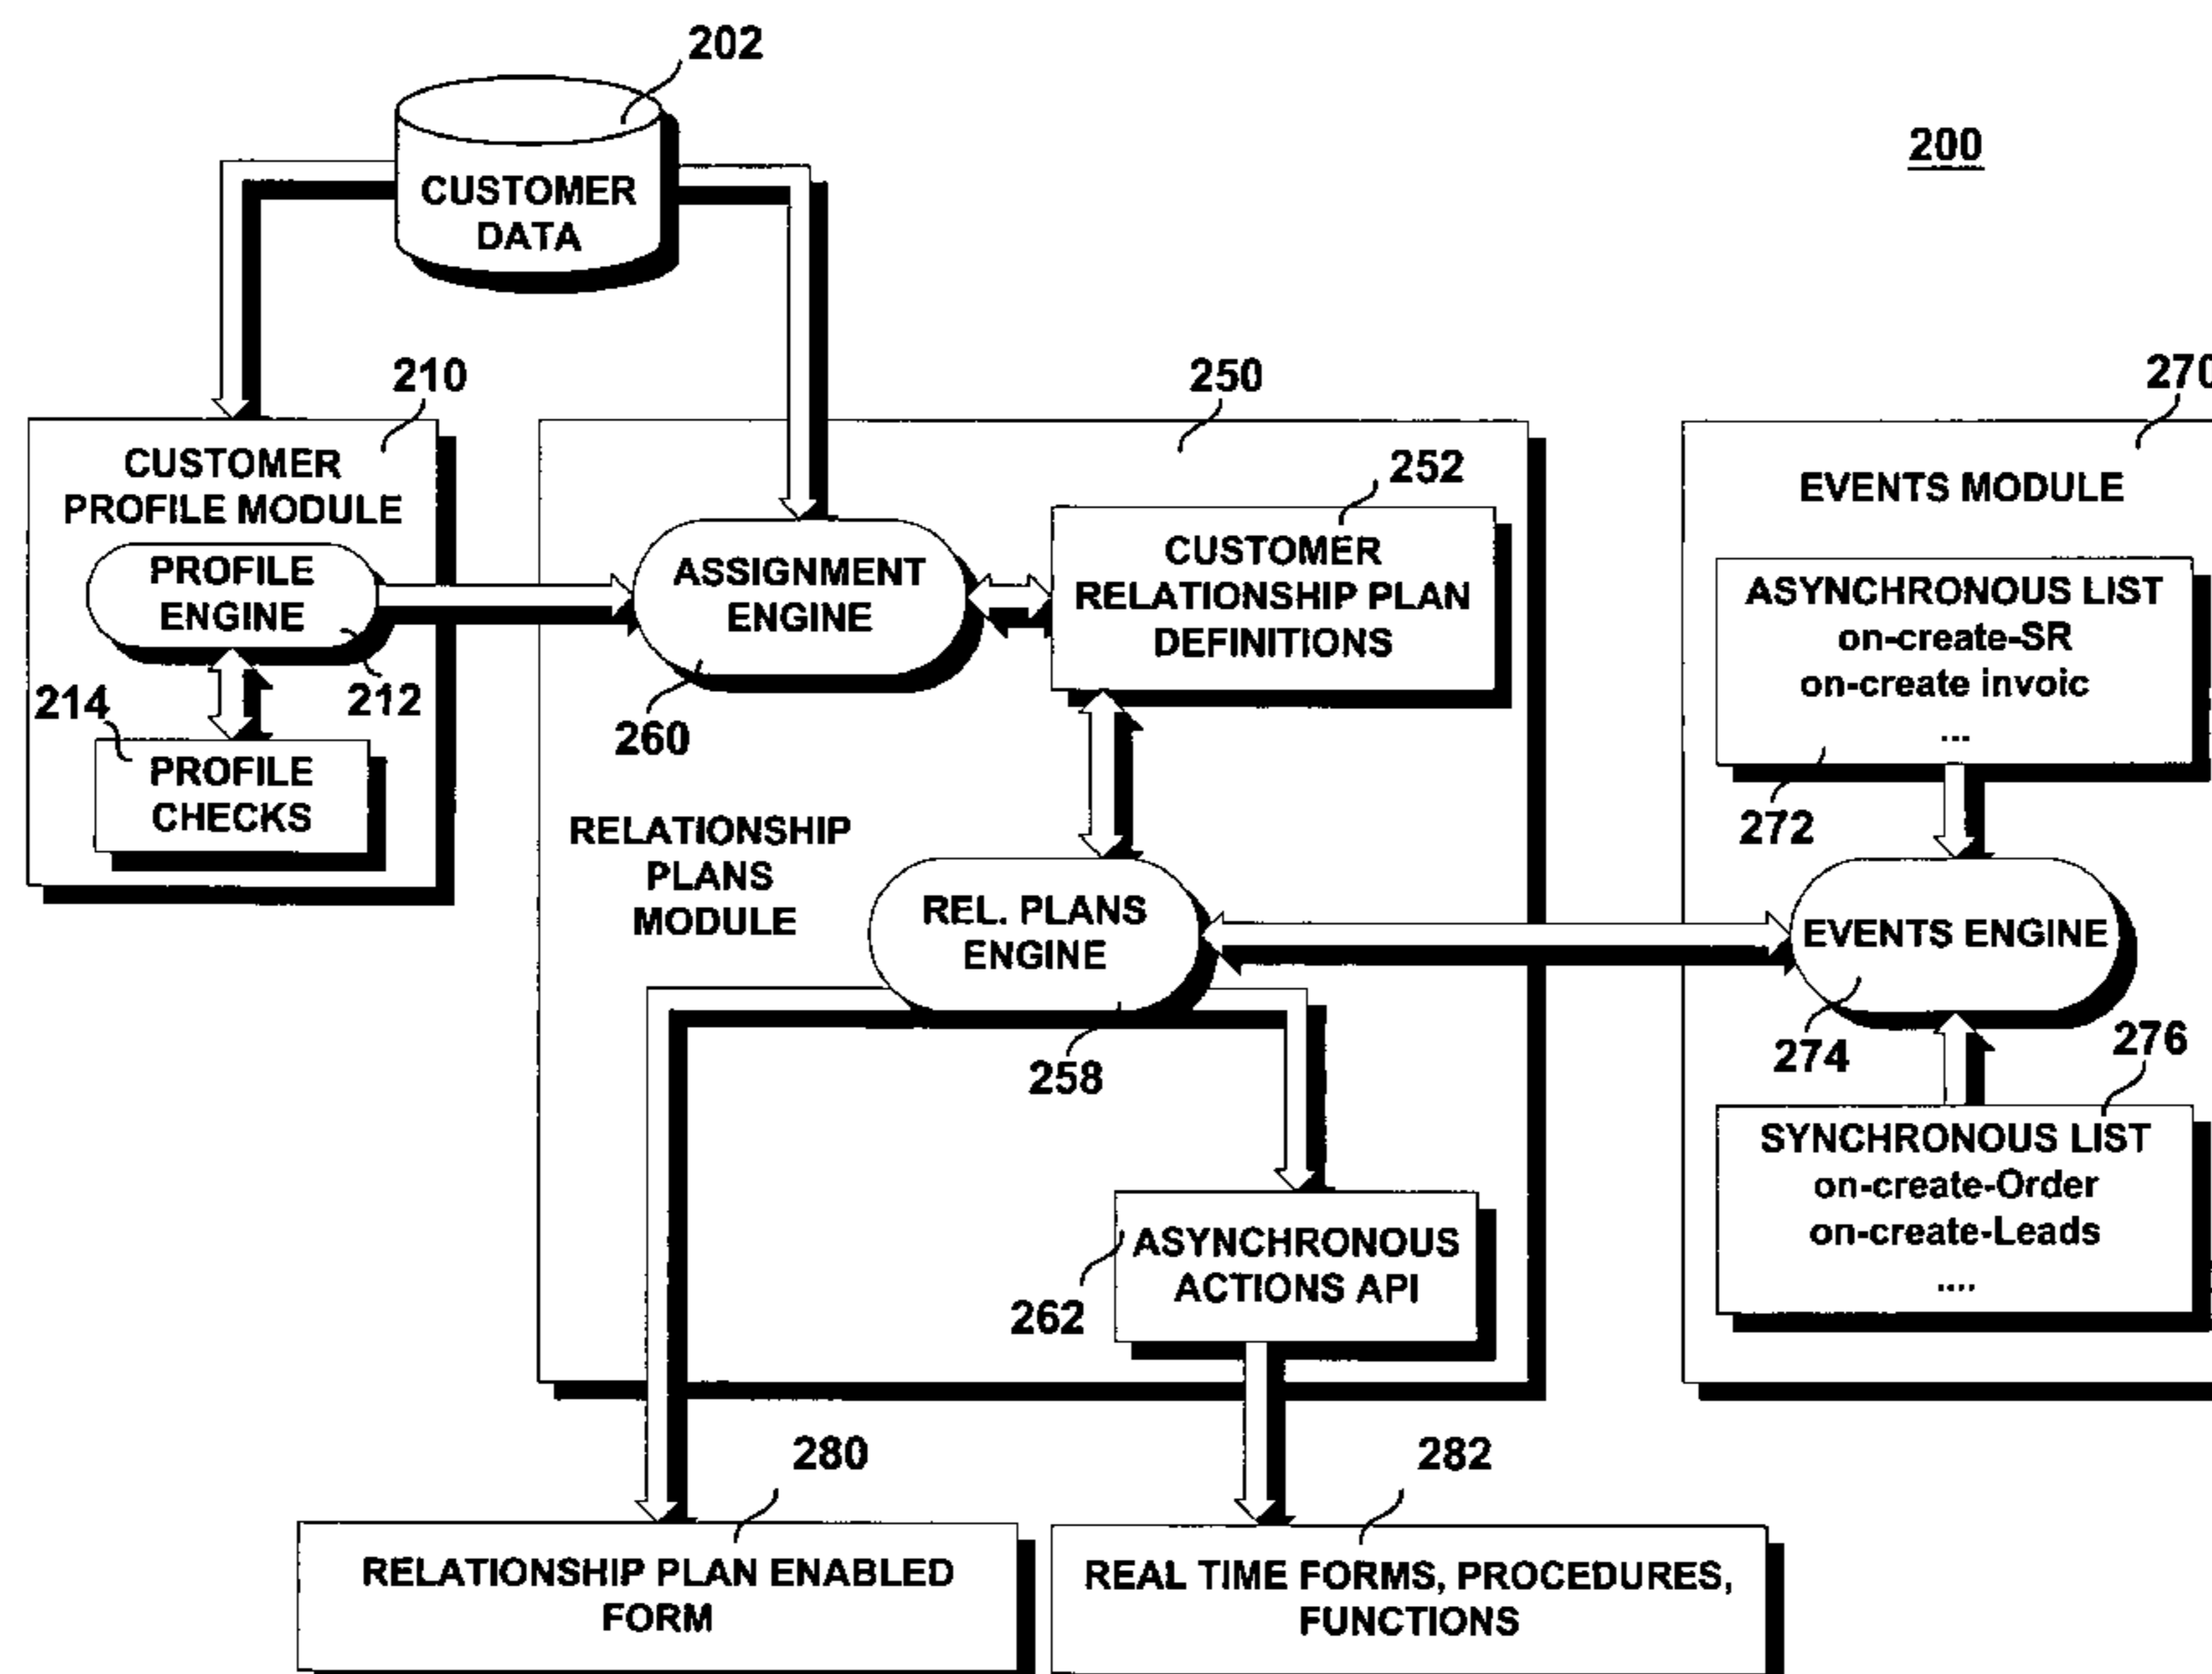 202
200
CUSTOMER
DATA
210
250
270
CUSTOMER
PROFILE MODULE
252
EVENTS MODULE
PROFILE
ENGINE
ASSIGNMENT
ENGINE
CUSTOMER
RELATIONSHIP PLAN
DEFINITIONS
ASYNCHRONOUS LIST
on-create-SR
on-create invoic
...
214
212
260
272
PROFILE
CHECKS
RELATIONSHIP
PLANS
MODULE
REL. PLANS
ENGINE
EVENTS ENGINE
258
274
276
SYNCHRONOUS LIST
on-create-Order
on-create-Leads
....
262
ASYNCHRONOUS
ACTIONS API
280
282
RELATIONSHIP PLAN ENABLED
FORM
REAL TIME FORMS, PROCEDURES,
FUNCTIONS